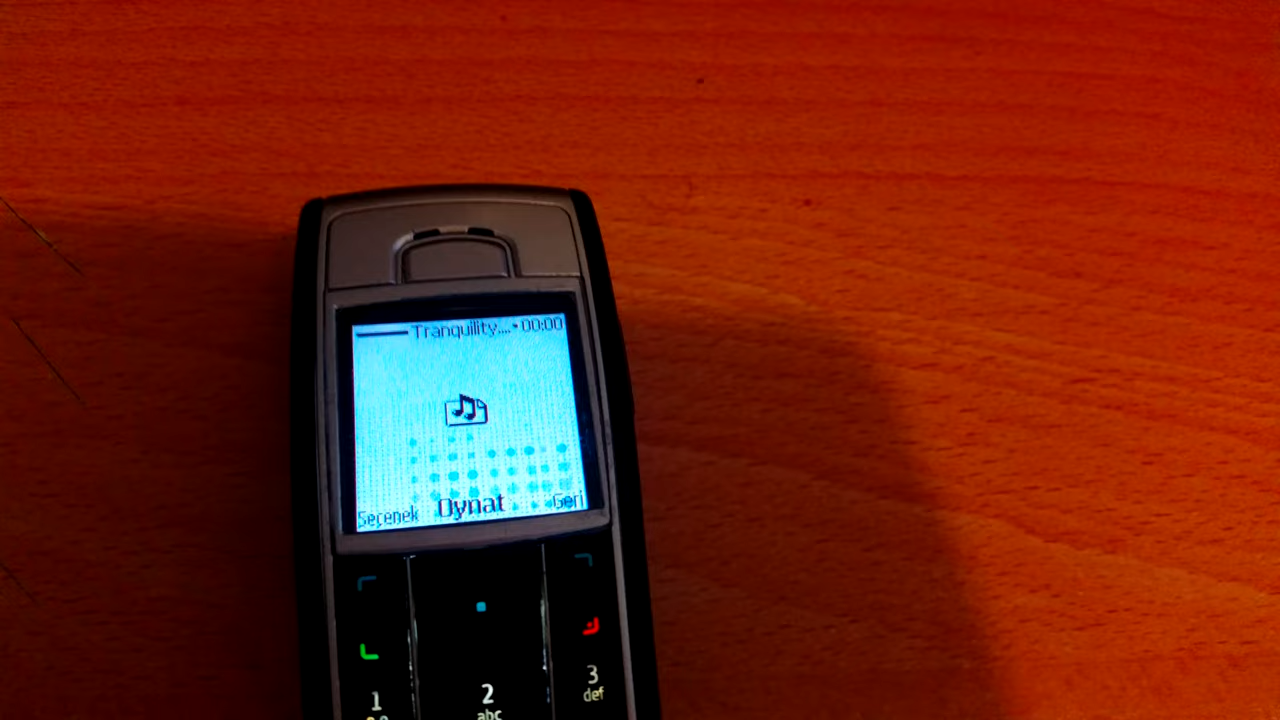 Tranquility....• 00:00
Seçenek Oynat Geri
1 2 3
abc def